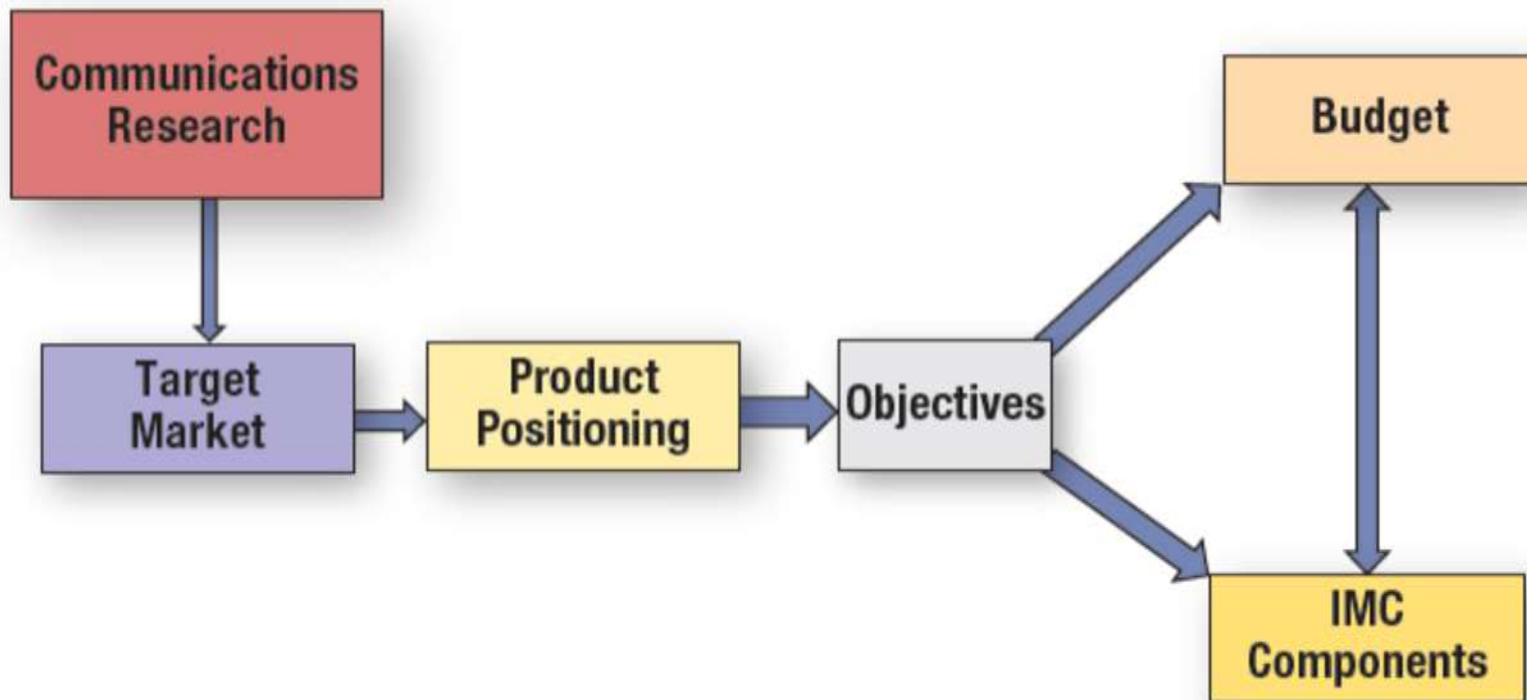 Communications
Research
Budget
Target
Market
Product
Positioning
Objectives
IMC
Components